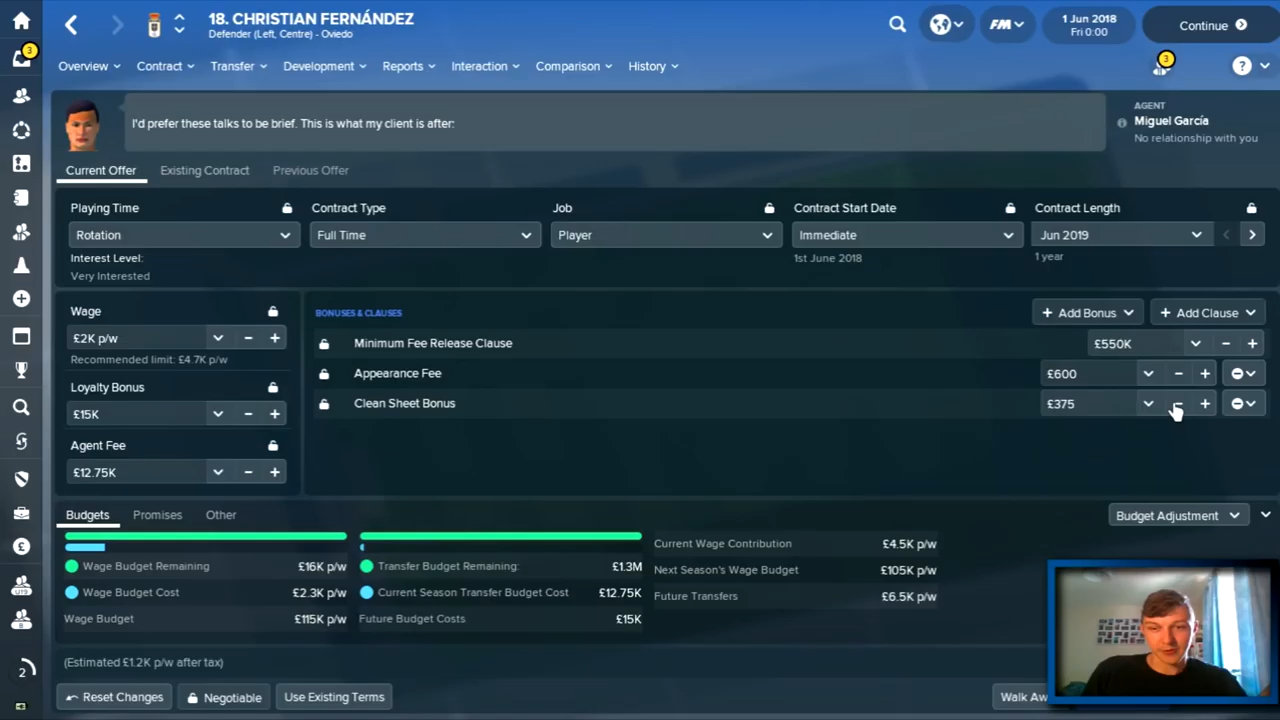 18. CHRISTIAN FERNÁNDEZ
Defender (Left, Centre) - Oviedo
FM
1 Jun 2018
Fri 0:00
Continue
3
Overview
Contract
Transfer
Development
Reports
Interaction
Comparison
History
3
?
I'd prefer these talks to be brief. This is what my client is after:
AGENT
Miguel García
No relationship with you
Current Offer
Existing Contract
Previous Offer
Playing Time
Contract Type
Job
Contract Start Date
Contract Length
Rotation
Full Time
Player
Immediate
Jun 2019
Interest Level:
Very Interested
1st June 2018
1 year
Wage
£2K p/w
Recommended limit: £4.7K p/w
Loyalty Bonus
£15K
Agent Fee
£12.75K
BONUSES & CLAUSES
+ Add Bonus
+ Add Clause
Minimum Fee Release Clause
£550K
Appearance Fee
£600
Clean Sheet Bonus
£375
Budgets
Promises
Other
Budget Adjustment
Wage Budget Remaining
£16K p/w
Transfer Budget Remaining:
£1.3M
Current Wage Contribution
£4.5K p/w
Wage Budget Cost
£2.3K p/w
Current Season Transfer Budget Cost
£12.75K
Next Season's Wage Budget
£105K p/w
Wage Budget
£115K p/w
Future Budget Costs
£15K
Future Transfers
£6.5K p/w
(Estimated £1.2K p/w after tax)
Reset Changes
Negotiable
Use Existing Terms
Walk Aw
U19
B
2